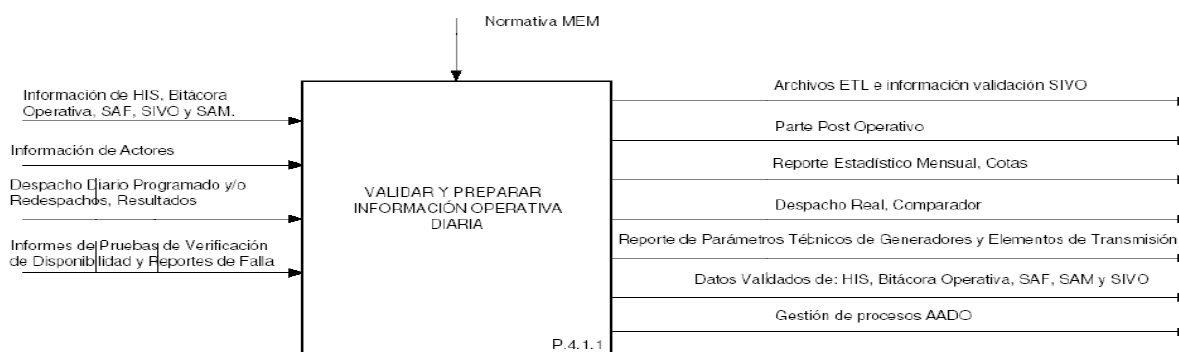 Normativa MEM
Información de HIS, Bitácora
Operativa, SAF, SIVO y SAM.
Información de Actores
Despacho Diario Programado y/o
Redespachos, Resultados
Informes de Pruebas de Verificación
de Disponibilidad y Reportes de Falla
VALIDAR Y PREPARAR
INFORMACIÓN OPERATIVA
DIARIA
P.4.1.1
Archivos ETL e información validación SIVO
Parte Post Operativo
Reporte Estadístico Mensual, Cotas
Despacho Real, Comparador
Reporte de Parámetros Técnicos de Generadores y Elementos de Transmisión
Datos Validados de: HIS, Bitácora Operativa, SAF, SAM y SIVO
Gestión de procesos AADO